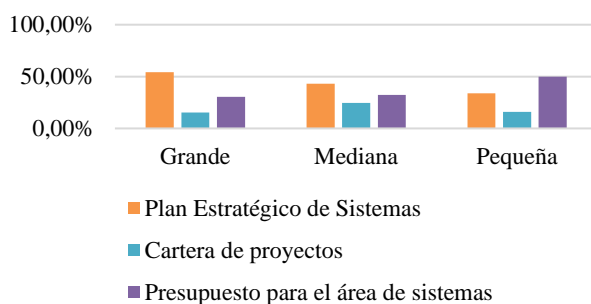 100,00%
50,00%
0,00%
Grande Mediana Pequeña
Plan Estratégico de Sistemas
Cartera de proyectos
Presupuesto para el área de sistemas